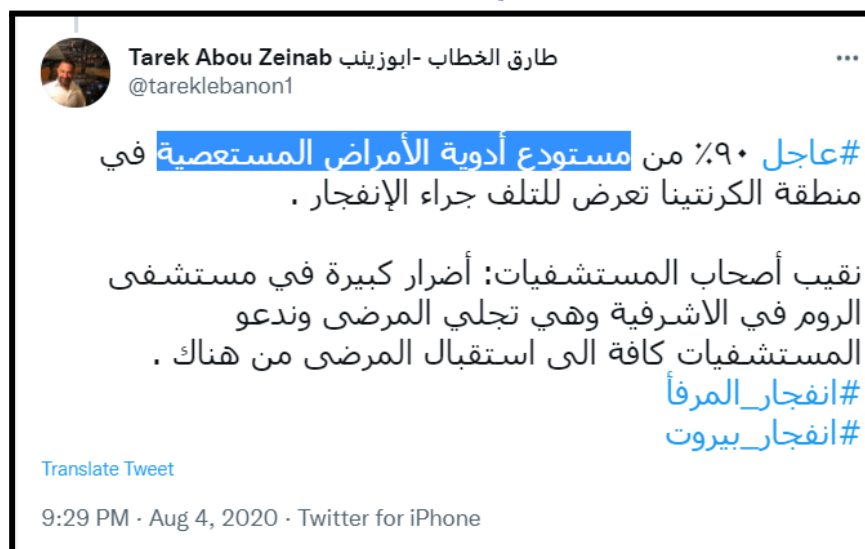 Tarek Abou Zeinab طارق الخطاب -ابوزينب
@tareklebanon1
#عاجل ٩٠٪ من مستودع أدوية الأمراض المستعصية في
منطقة الكرنتينا تعرض للتلف جراء الإنفجار .
نقيب أصحاب المستشفيات: أضرار كبيرة في مستشفى
الروم في الاشرفية وهي تجلي المرضى وندعو
المستشفيات كافة الى استقبال المرضى من هناك .
#انفجار_المرفأ
#انفجار_بيروت
Translate Tweet
9:29 PM · Aug 4, 2020 · Twitter for iPhone